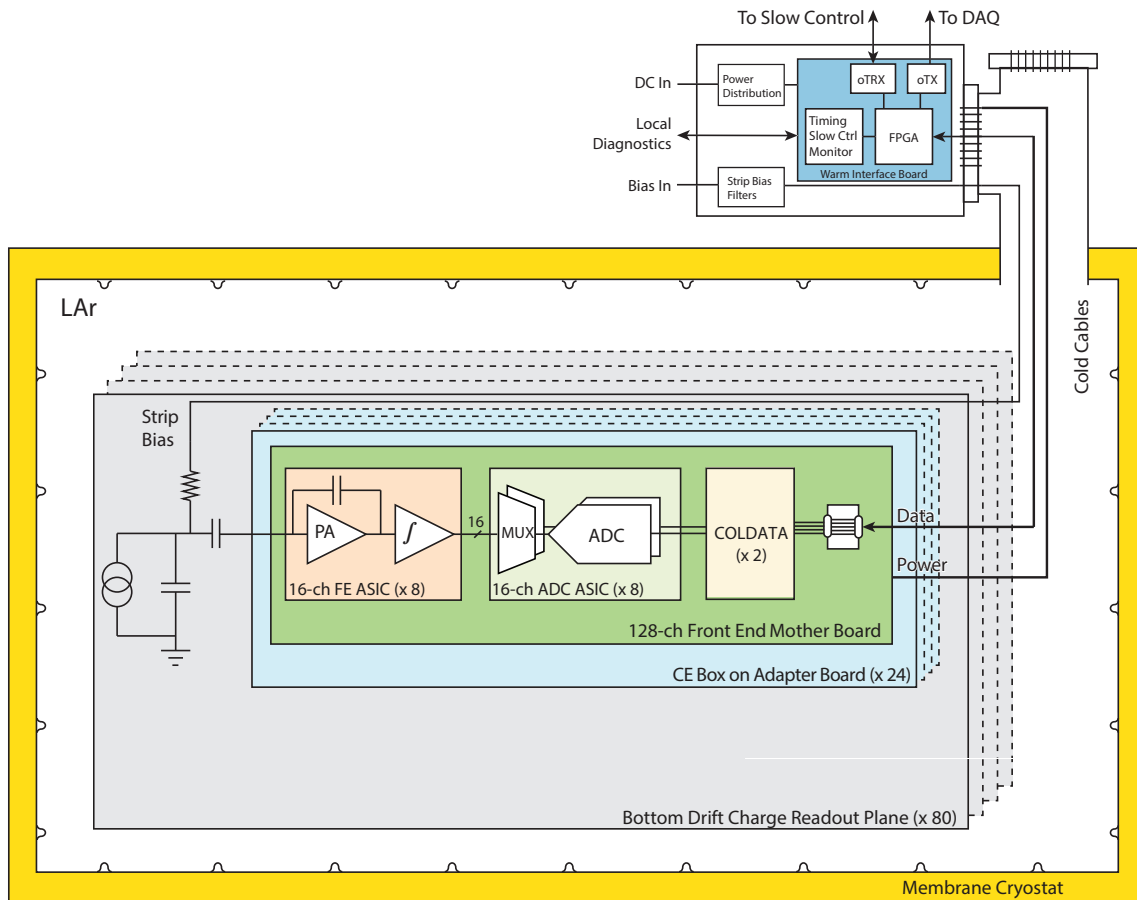 To Slow Control
To DAQ
DC In
Power
Distribution
oTRX
oTX
Local
Diagnostics
Timing
Slow Ctrl
Monitor
FPGA
Warm Interface Board
Bias In
Strip Bias
Filters
LAr
Cold Cables
Strip
Bias
PA
∫
16
MUX
ADC
COLDATA
(x 2)
Data
Power
16-ch FE ASIC (x 8)
16-ch ADC ASIC (x 8)
128-ch Front End Mother Board
CE Box on Adapter Board (x 24)
Bottom Drift Charge Readout Plane (x 80)
Membrane Cryostat